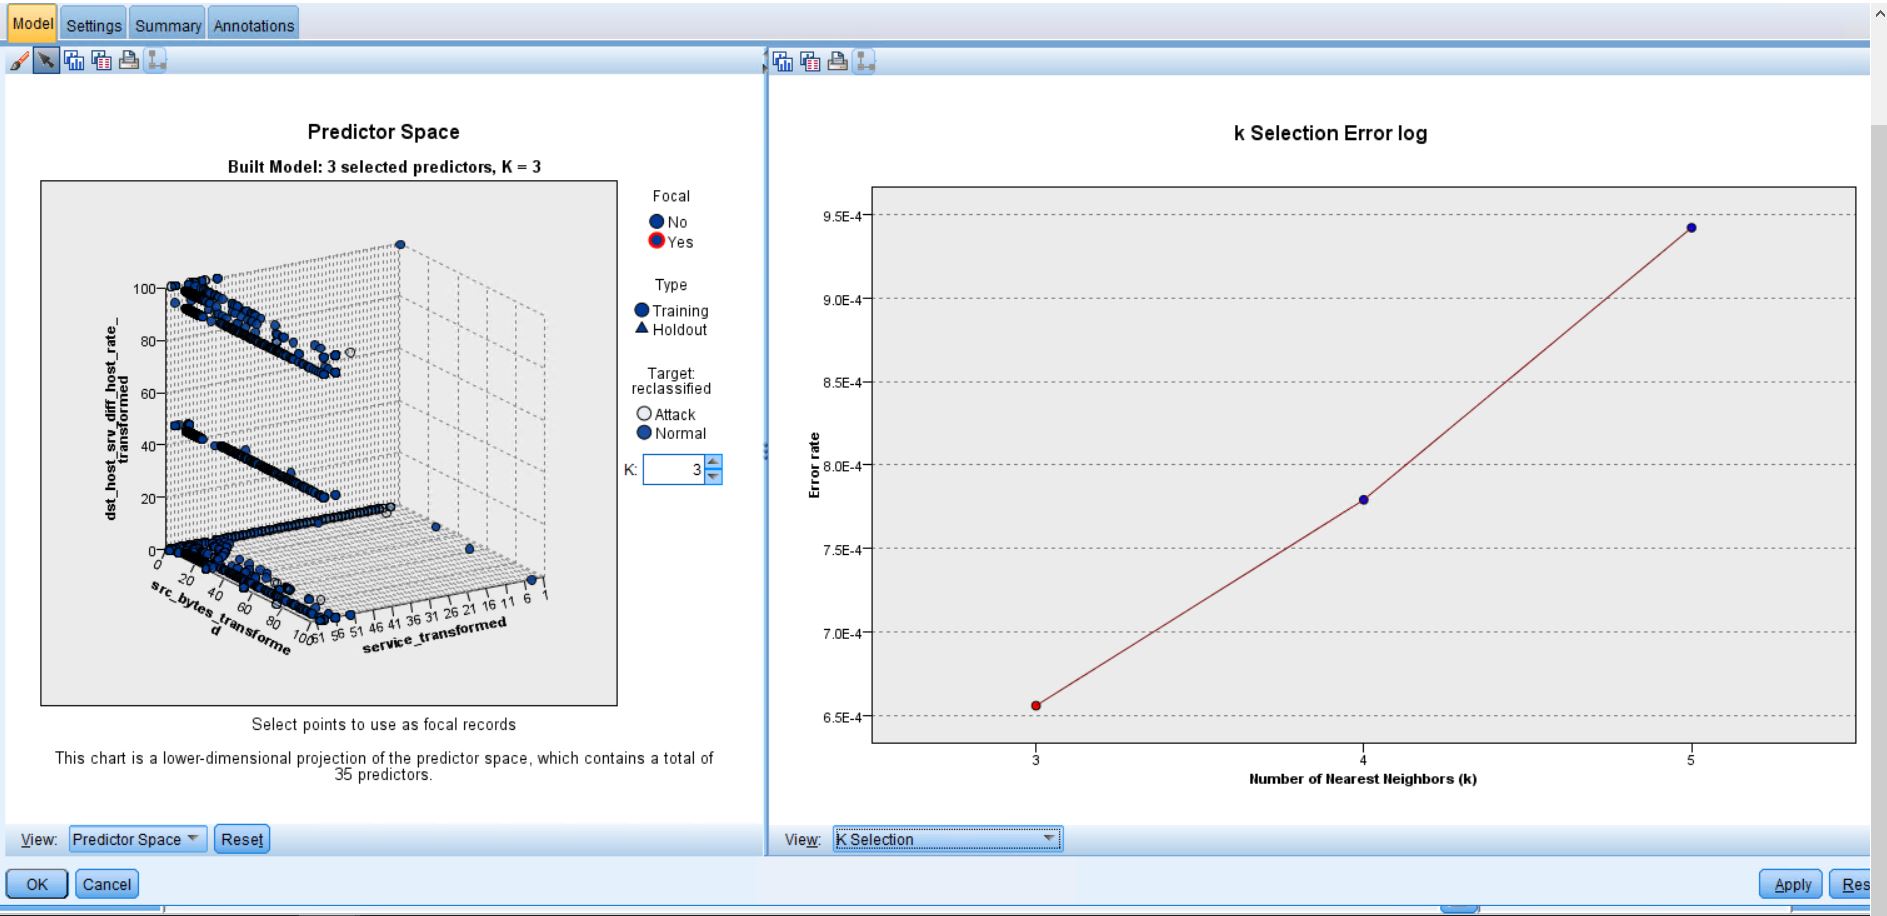 Model Settings Summary Annotations
Predictor Space
Built Model: 3 selected predictors, K = 3
Focal
No
Yes
Type
Training
Holdout
Target:
reclassified
Attack
Normal
K: 3
dst_host_srv_diff_host_rate_
transformed
100
80
60
40
20
0
0 20 40 60 80 100
src_bytes_transforme
d
61 56 51 46 41 36 31 26 21 16 11 6 1
service_transformed
Select points to use as focal records
This chart is a lower-dimensional projection of the predictor space, which contains a total of
35 predictors.
View: Predictor Space Reset
k Selection Error log
Error rate
9.5E-4
9.0E-4
8.5E-4
8.0E-4
7.5E-4
7.0E-4
6.5E-4
3 4 5
Number of Nearest Neighbors (k)
View: K Selection
OK Cancel Apply Res